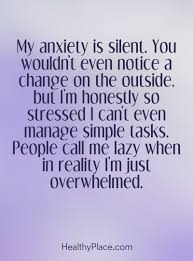 My anxiety is silent. You
wouldn't even notice a
change on the outside,
but I'm honestly so
stressed I can't even
manage simple tasks.
People call me lazy when
in reality I'm just
overwhelmed.
HealthyPlace.com